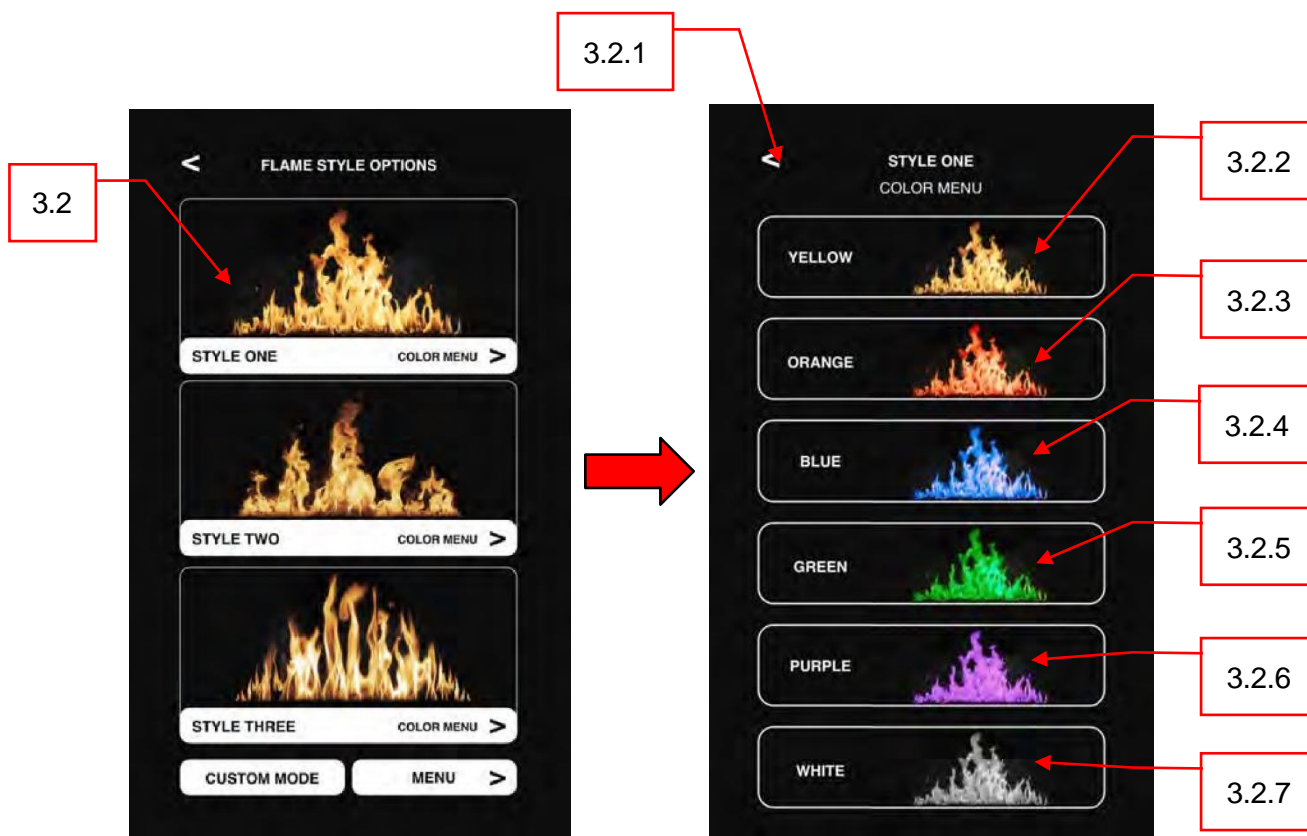 3.2.1
3.2
< FLAME STYLE OPTIONS
STYLE ONE COLOR MENU >
STYLE TWO COLOR MENU >
STYLE THREE COLOR MENU >
CUSTOM MODE MENU >
< STYLE ONE
COLOR MENU
YELLOW
ORANGE
BLUE
GREEN
PURPLE
WHITE
3.2.2
3.2.3
3.2.4
3.2.5
3.2.6
3.2.7